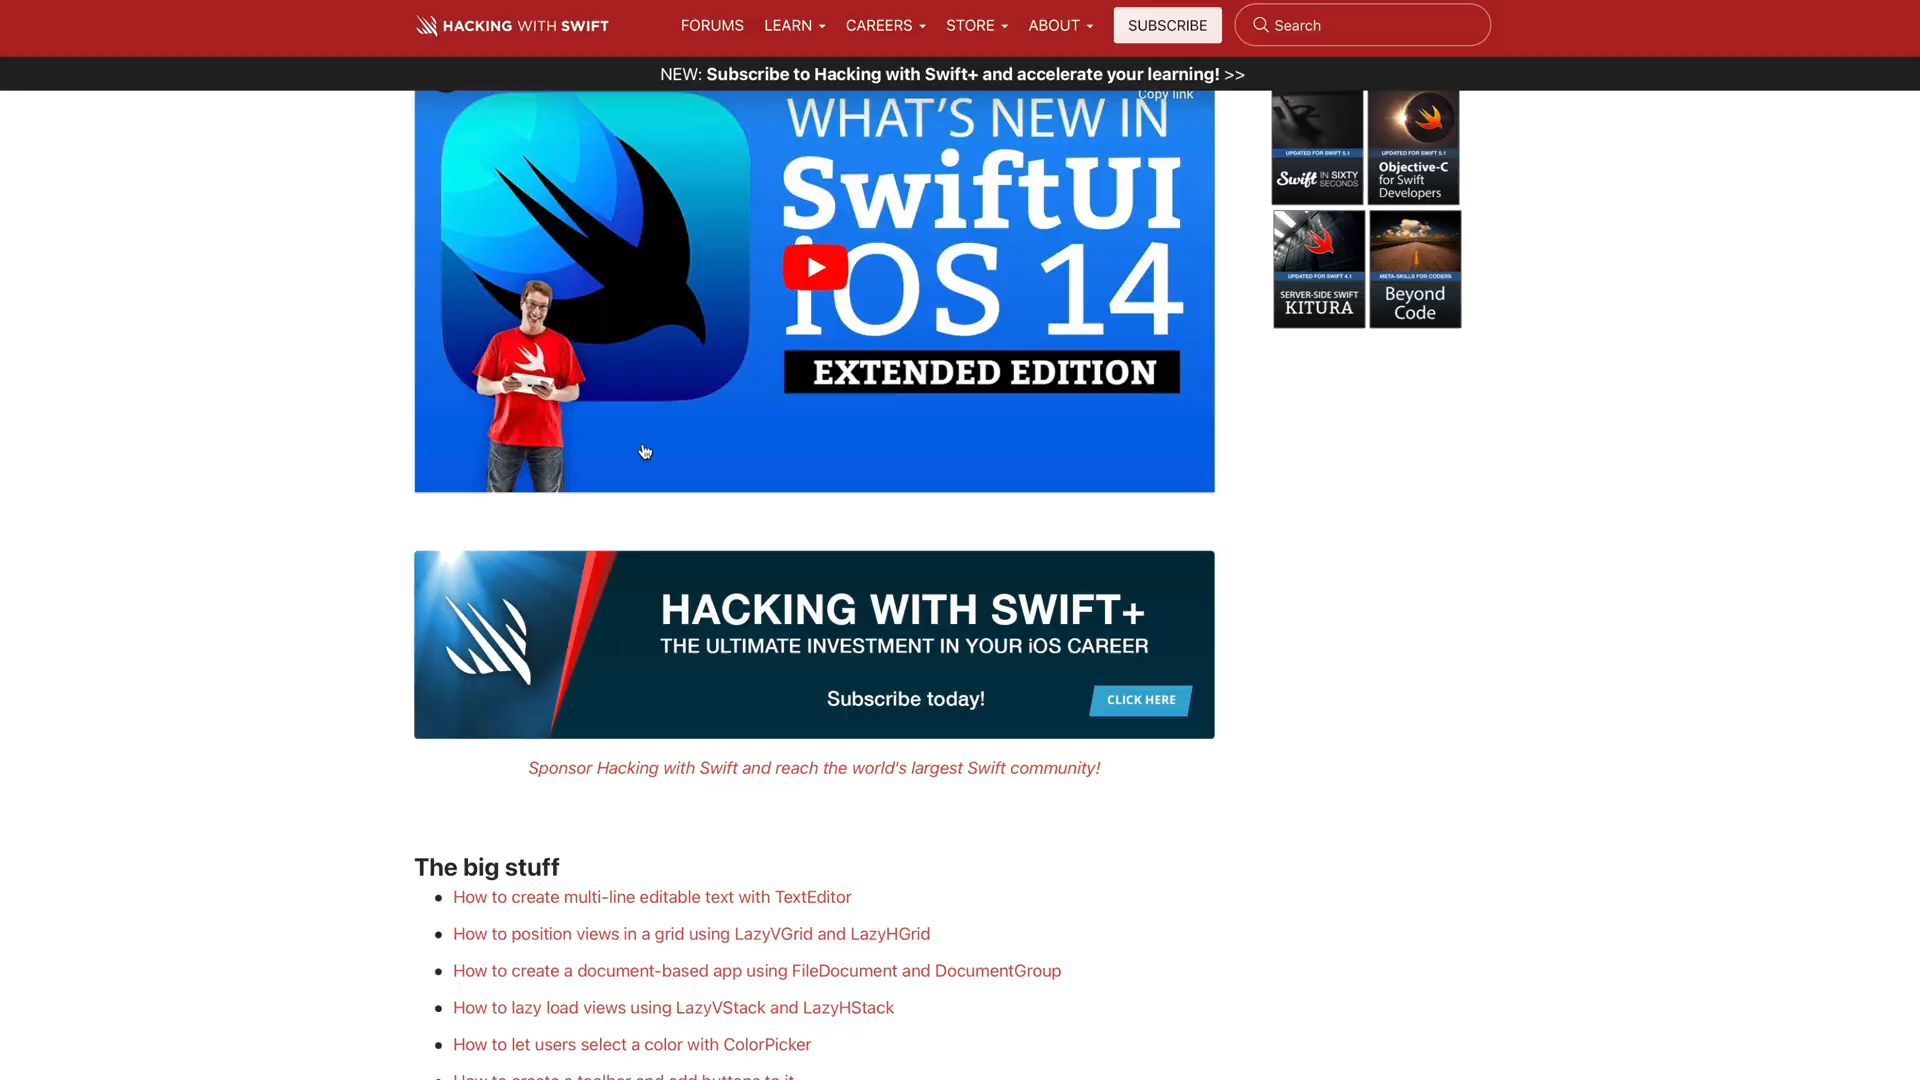 HACKING WITH SWIFT
FORUMS
LEARN
CAREERS
STORE
ABOUT
SUBSCRIBE
Search
NEW: Subscribe to Hacking with Swift+ and accelerate your learning! >>
Copy link
WHAT'S NEW IN
SwiftUI
iOS 14
EXTENDED EDITION
UPDATED FOR SWIFT 5.1
Swift IN SIXTY
SECONDS
UPDATED FOR SWIFT 5.1
Objective-C
for Swift
Developers
UPDATED FOR SWIFT 4.1
SERVER-SIDE SWIFT
KITURA
META-SKILLS FOR CODERS
Beyond
Code
HACKING WITH SWIFT+
THE ULTIMATE INVESTMENT IN YOUR iOS CAREER
Subscribe today!
CLICK HERE
Sponsor Hacking with Swift and reach the world's largest Swift community!
The big stuff
• How to create multi-line editable text with TextEditor
• How to position views in a grid using LazyVGrid and LazyHGrid
• How to create a document-based app using FileDocument and DocumentGroup
• How to lazy load views using LazyVStack and LazyHStack
• How to let users select a color with ColorPicker
• How to create a toolbar and add buttons to it